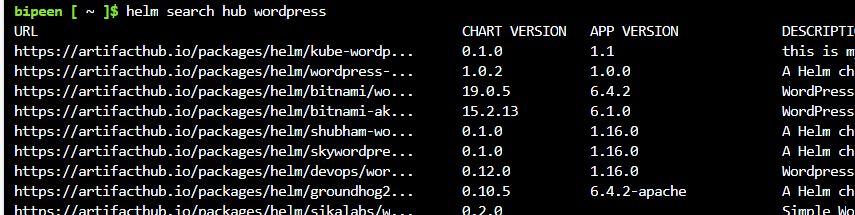 bipeen [ ~ ]$ helm search hub wordpress
URL CHART VERSION APP VERSION DESCRIPTI
https://artifacthub.io/packages/helm/kube-wordp... 0.1.0 1.1 this is m
https://artifacthub.io/packages/helm/wordpress-... 1.0.2 1.0.0 A Helm ch
https://artifacthub.io/packages/helm/bitnami/wo... 19.0.5 6.4.2 WordPress
https://artifacthub.io/packages/helm/bitnami-ak... 15.2.13 6.1.0 WordPress
https://artifacthub.io/packages/helm/shubham-wo... 0.1.0 1.16.0 A Helm ch
https://artifacthub.io/packages/helm/skywordpre... 0.1.0 1.16.0 A Helm ch
https://artifacthub.io/packages/helm/devops/wor... 0.12.0 1.16.0 Wordpress
https://artifacthub.io/packages/helm/groundhog2... 0.10.5 6.4.2-apache A Helm ch
https://artifacthub.io/packages/helm/sikalabs/w... 0.2.0 Simple Wo